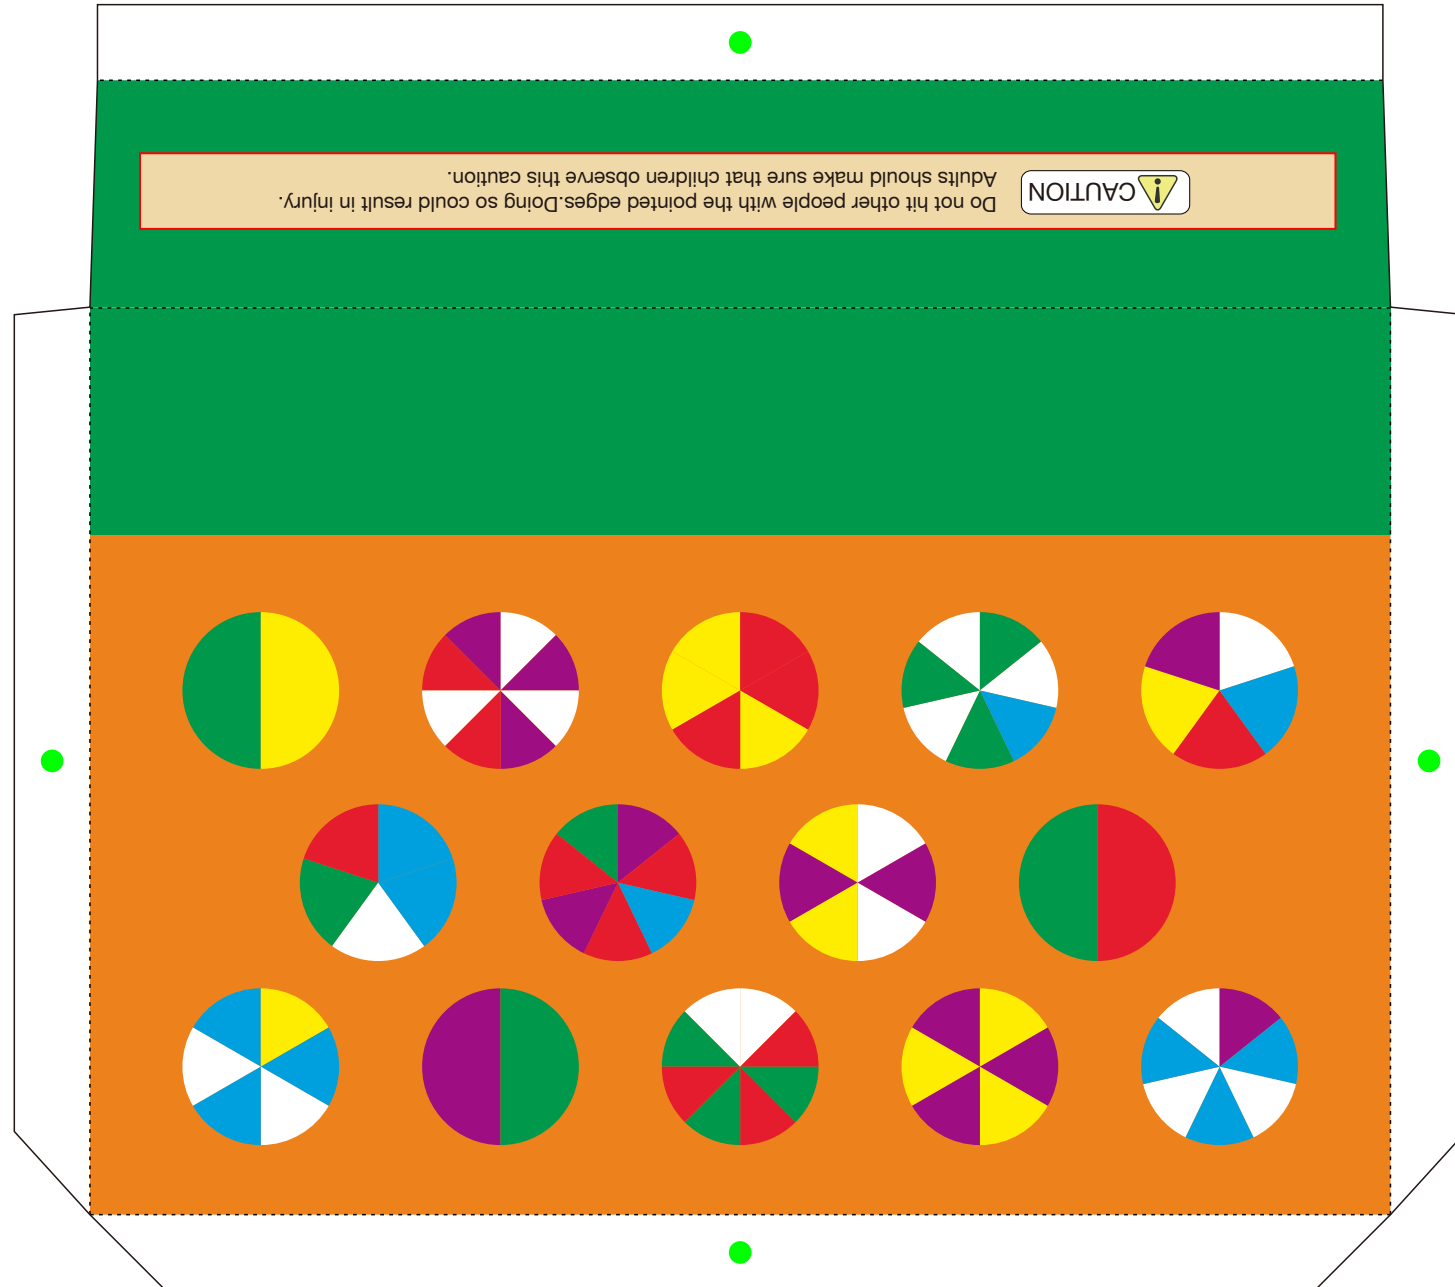 CAUTION
Do not hit other people with the pointed edges.Doing so could result in injury.
Adults should make sure that children observe this caution.